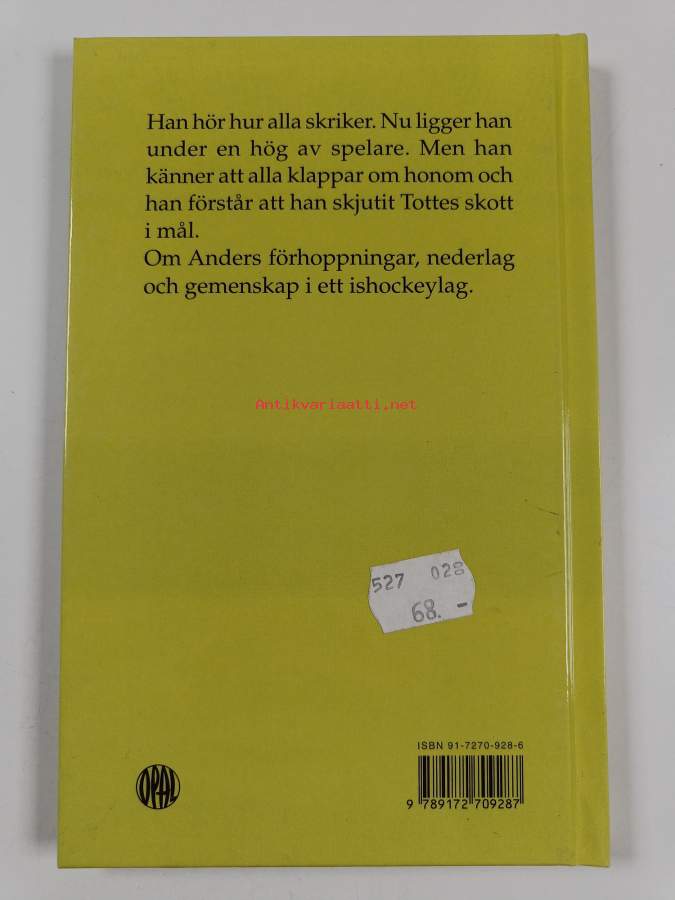 Han hör hur alla skriker. Nu ligger han
under en hög av spelare. Men han
känner att alla klappar om honom och
han förstår att han skjutit Tottes skott
i mål.
Om Anders förhoppningar, nederlag
och gemenskap i ett ishockeylag.
Antikvariaatti.net
527 028
68. –
ISBN 91-7270-928-6
OPAL
9 789172 709287